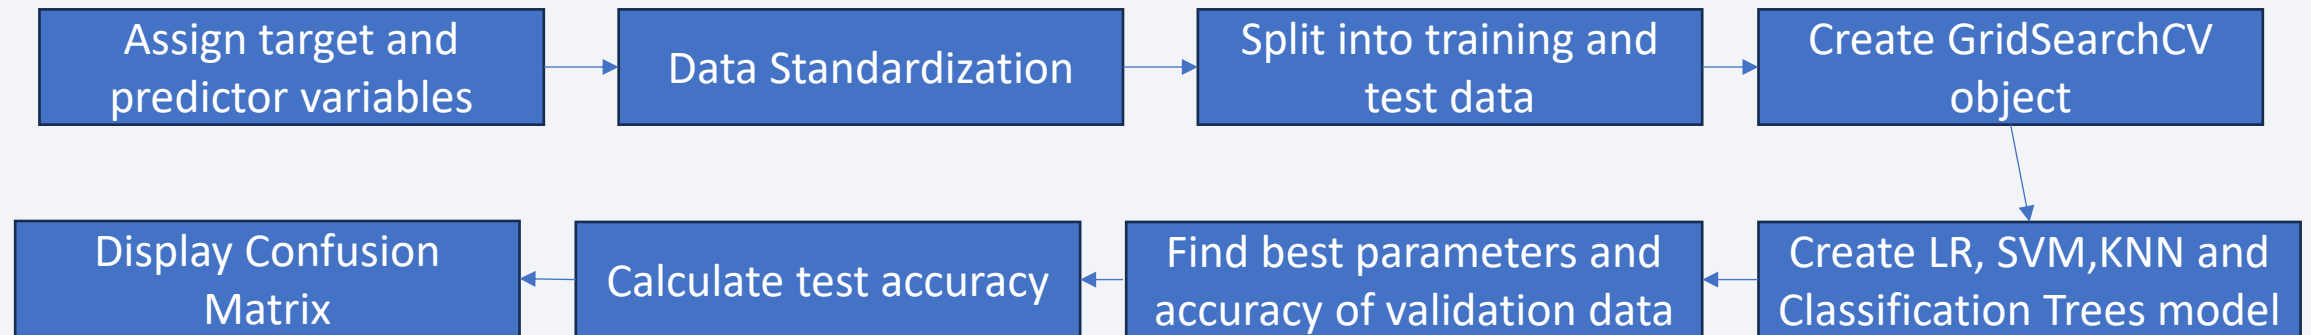 Assign target and
predictor variables
Data Standardization
Split into training and
test data
Create GridSearchCV
object
Create LR, SVM,KNN and
Classification Trees model
Find best parameters and
accuracy of validation data
Calculate test accuracy
Display Confusion
Matrix